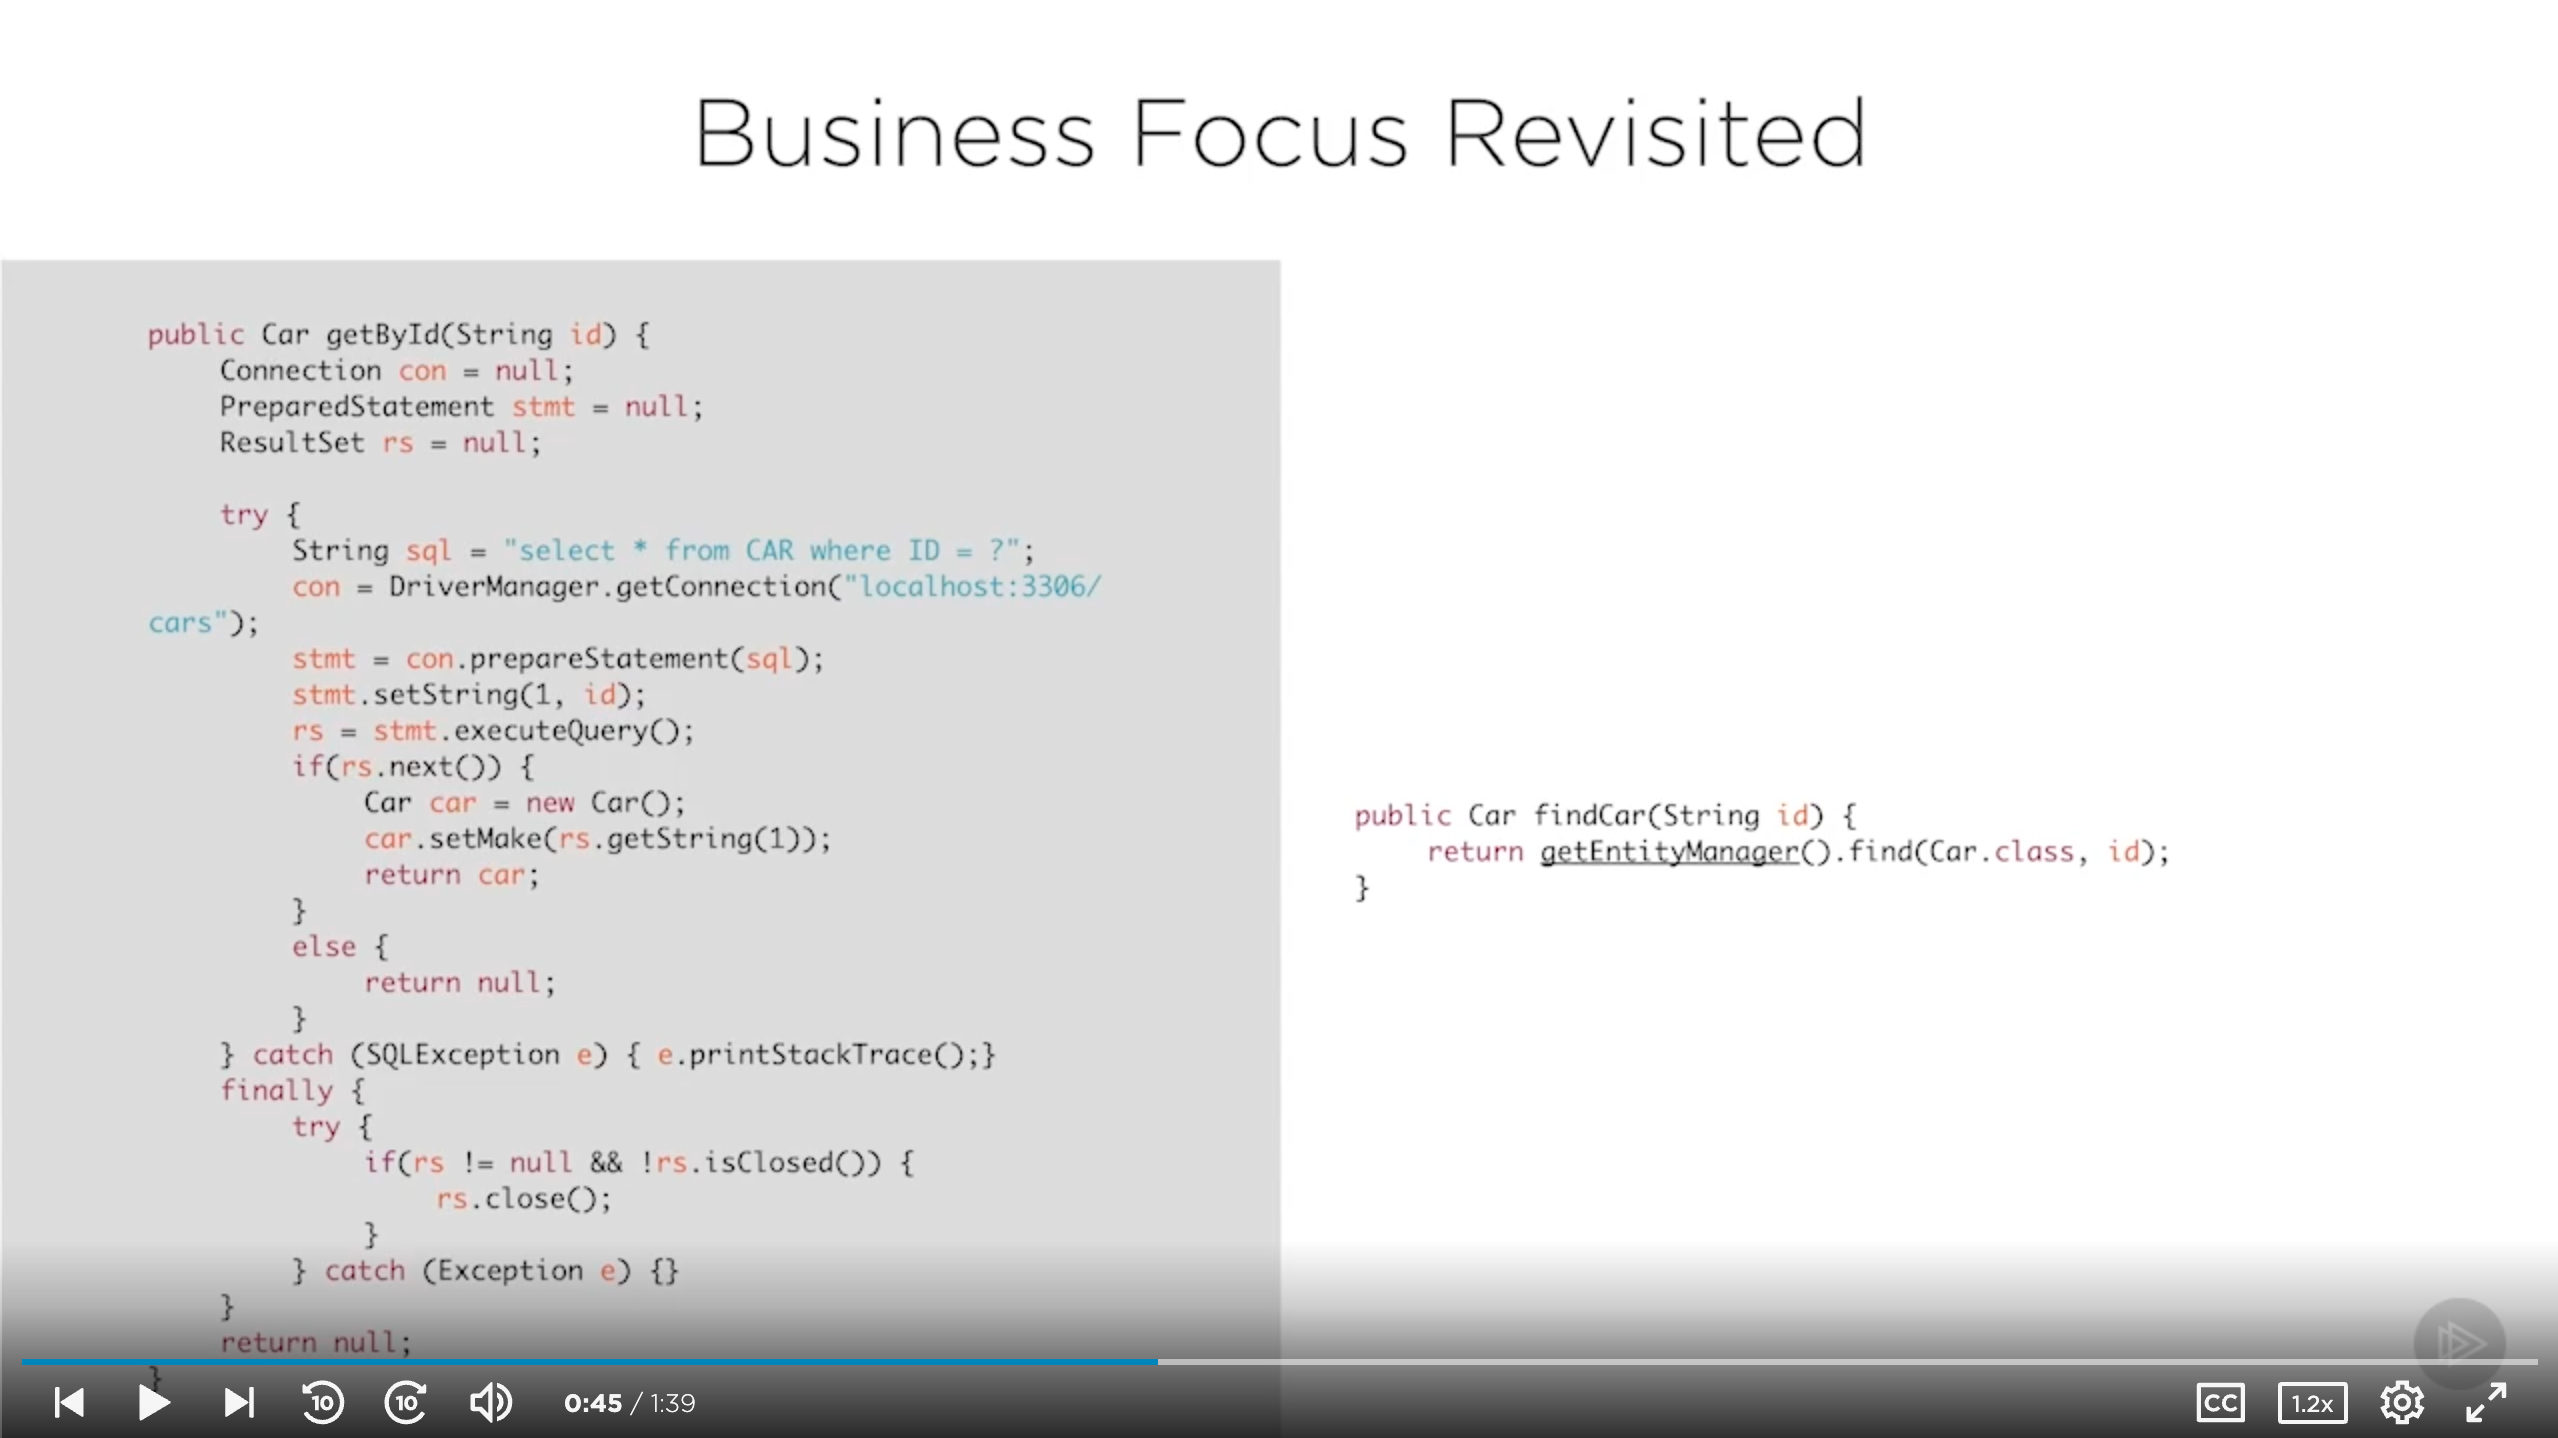 Business Focus Revisited
public Car getById(String id) {
Connection con = null;
PreparedStatement stmt = null;
ResultSet rs = null;
try {
String sql = "select * from CAR where ID = ?";
con = DriverManager.getConnection("localhost:3306/
cars");
stmt = con.prepareStatement(sql);
stmt.setString(1, id);
rs = stmt.executeQuery();
if(rs.next()) {
Car car = new Car();
car.setMake(rs.getString(1));
return car;
}
else {
return null;
}
} catch (SQLException e) { e.printStackTrace();}
finally {
try {
if(rs != null && !rs.isClosed()) {
rs.close();
}
} catch (Exception e) {}
}
return null;
}
public Car findCar(String id) {
return getEntityManager().find(Car.class, id);
}
10 10 0:45 / 1:39 CC 1.2x